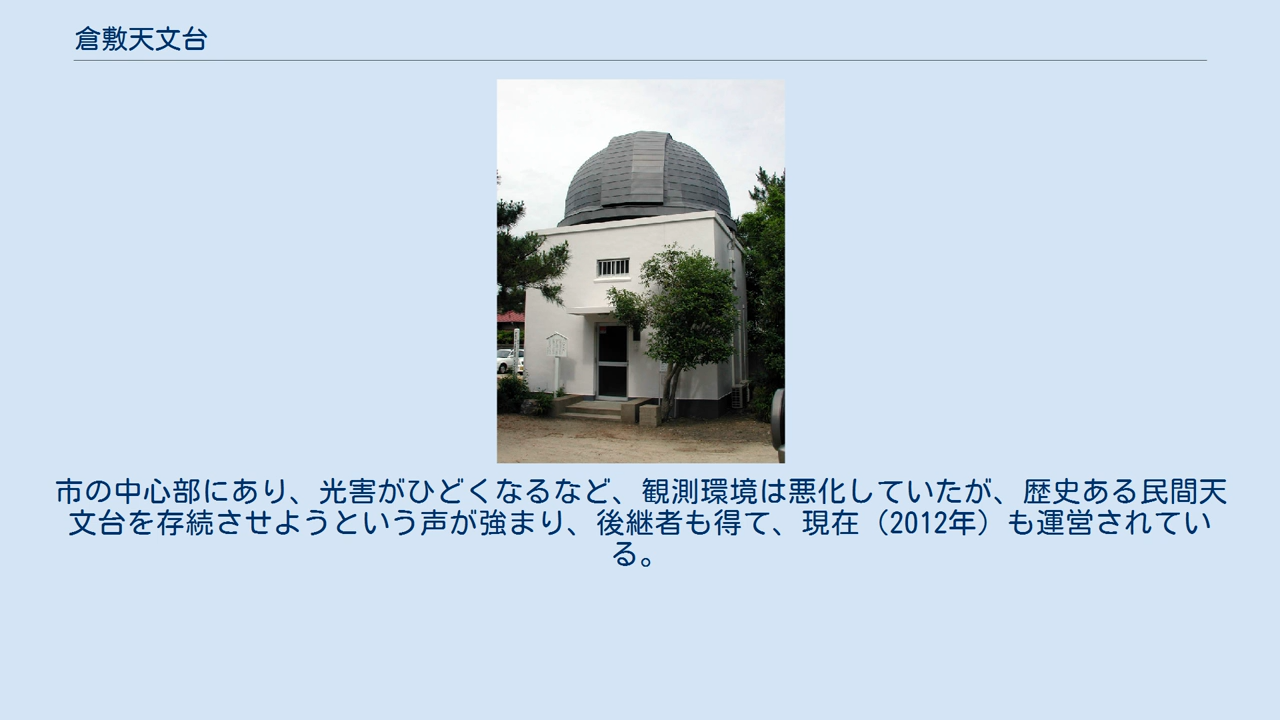 倉敷天文台
市の中心部にあり、光害がひどくなるなど、観測環境は悪化していたが、歴史ある民間天
文台を存続させようという声が強まり、後継者も得て、現在（2012年）も運営されてい
る。